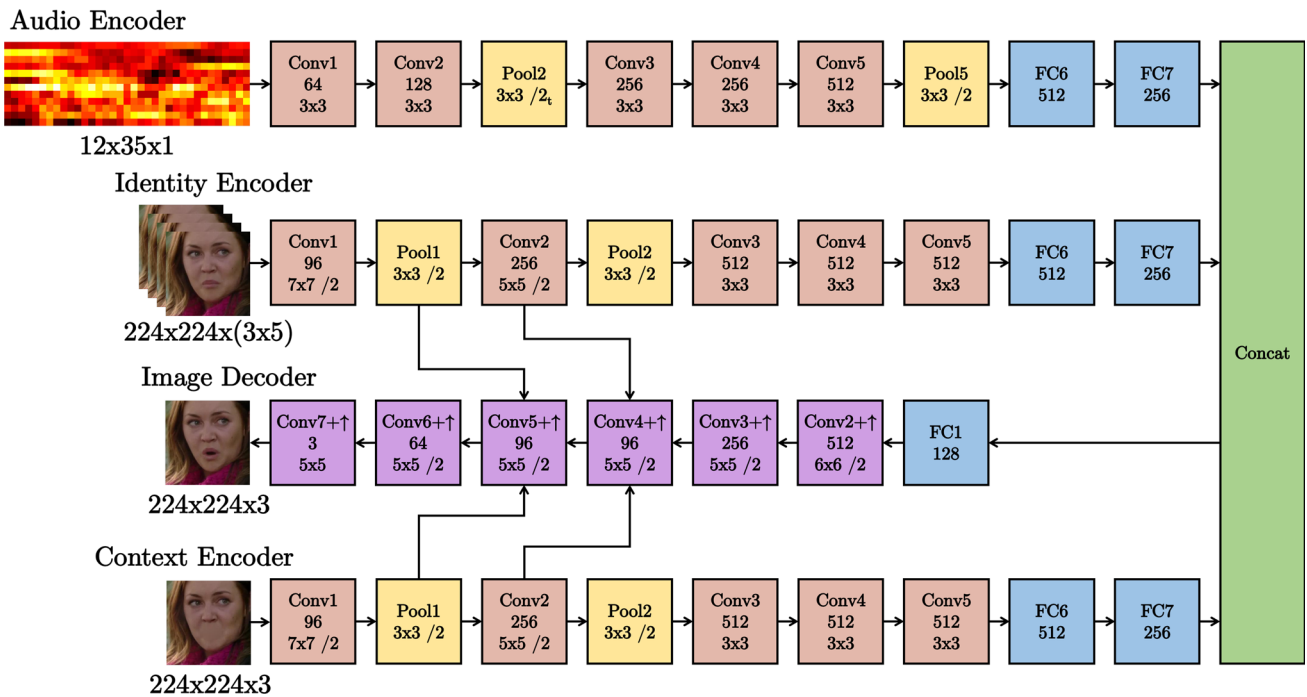 Audio Encoder
Conv1
64
3x3
Conv2
128
3x3
Pool2
3x3 /2t
Conv3
256
3x3
Conv4
256
3x3
Conv5
512
3x3
Pool5
3x3 /2
FC6
512
FC7
256
12x35x1
Identity Encoder
Conv1
96
7x7 /2
Pool1
3x3 /2
Conv2
256
5x5 /2
Pool2
3x3 /2
Conv3
512
3x3
Conv4
512
3x3
Conv5
512
3x3
FC6
512
FC7
256
224x224x(3x5)
Concat
Image Decoder
Conv7+↑
3
5x5
Conv6+↑
64
5x5 /2
Conv5+↑
96
5x5 /2
Conv4+↑
96
5x5 /2
Conv3+↑
256
5x5 /2
Conv2+↑
512
6x6 /2
FC1
128
224x224x3
Context Encoder
Conv1
96
7x7 /2
Pool1
3x3 /2
Conv2
256
5x5 /2
Pool2
3x3 /2
Conv3
512
3x3
Conv4
512
3x3
Conv5
512
3x3
FC6
512
FC7
256
224x224x3